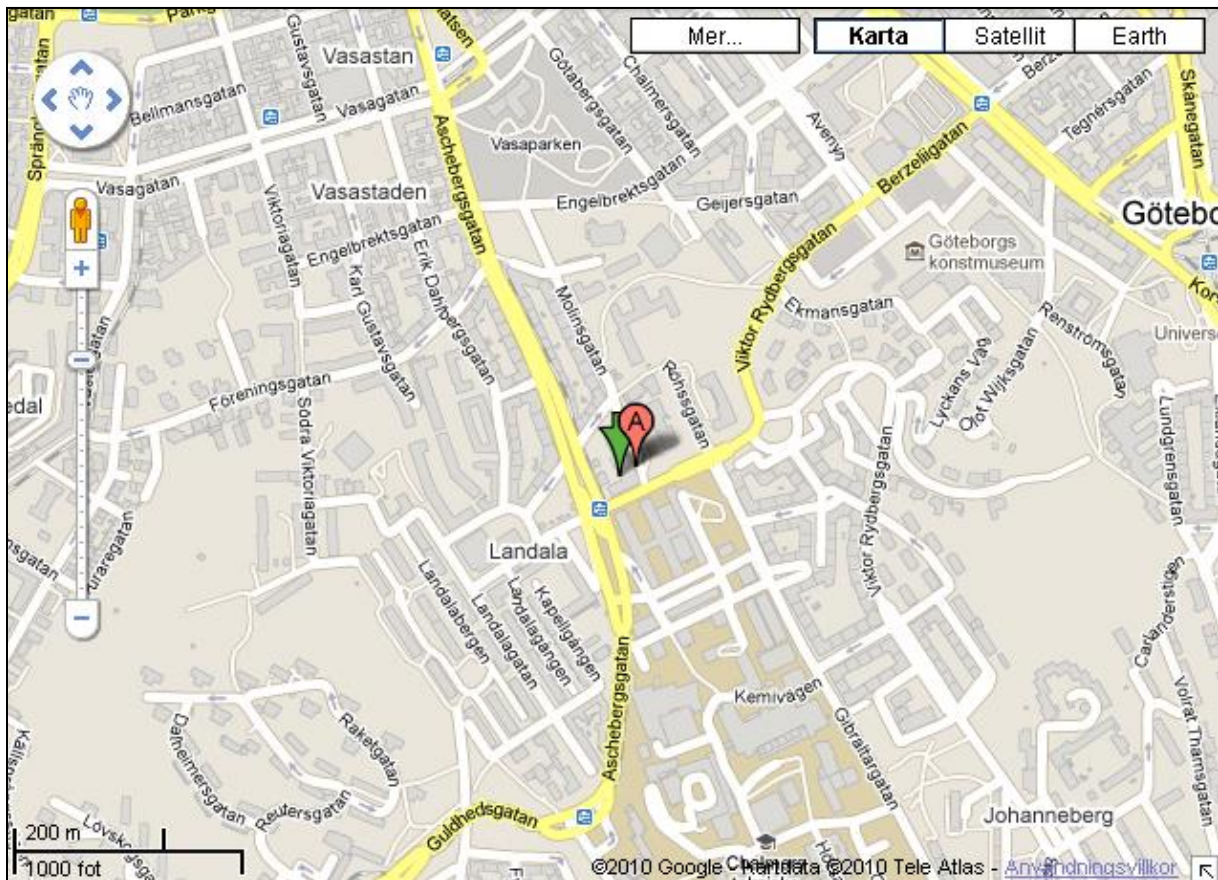 Mer...
Karta
Satellit
Earth
Vasastan
Gustavsgatan
Bellmansgatan
Vasagatan
Vasagatan
Götabergsgatan
Chalmersgatan
Avenyn
Tegnérsgatan
Skånegatan
Vasaparken
Aschebergsgatan
Vasastaden
Viktoriagatan
Engelbrektsgatan
Engelbrektsgatan
Geijersgatan
Berzeliigatan
Göteborgs
konstmuseum
Karl Gustavsgatan
Erik Dahlbergsgatan
Molinsgatan
Viktor Rydbergsgatan
Ekmansgatan
Renströmsgatan
Föreningsgatan
Röhssgatan
Lyckans Väg
Olof Wijksgatan
Lundgrensgatan
A
Södra Viktoriagatan
Landala
Viktor Rydbergsgatan
Landalabergen
Landalagatan
Landalagången
Kapellgången
Carlanderstigen
Aschebergsgatan
Kemivägen
Gibraltargatan
Volrat Thamsgatan
Dalheimersgatan
Raketgatan
Reutersgatan
Guldhedsgatan
Johanneberg
200 m
1000 fot
©2010 Google - Kartdata ©2010 Tele Atlas - Användningsvillkor